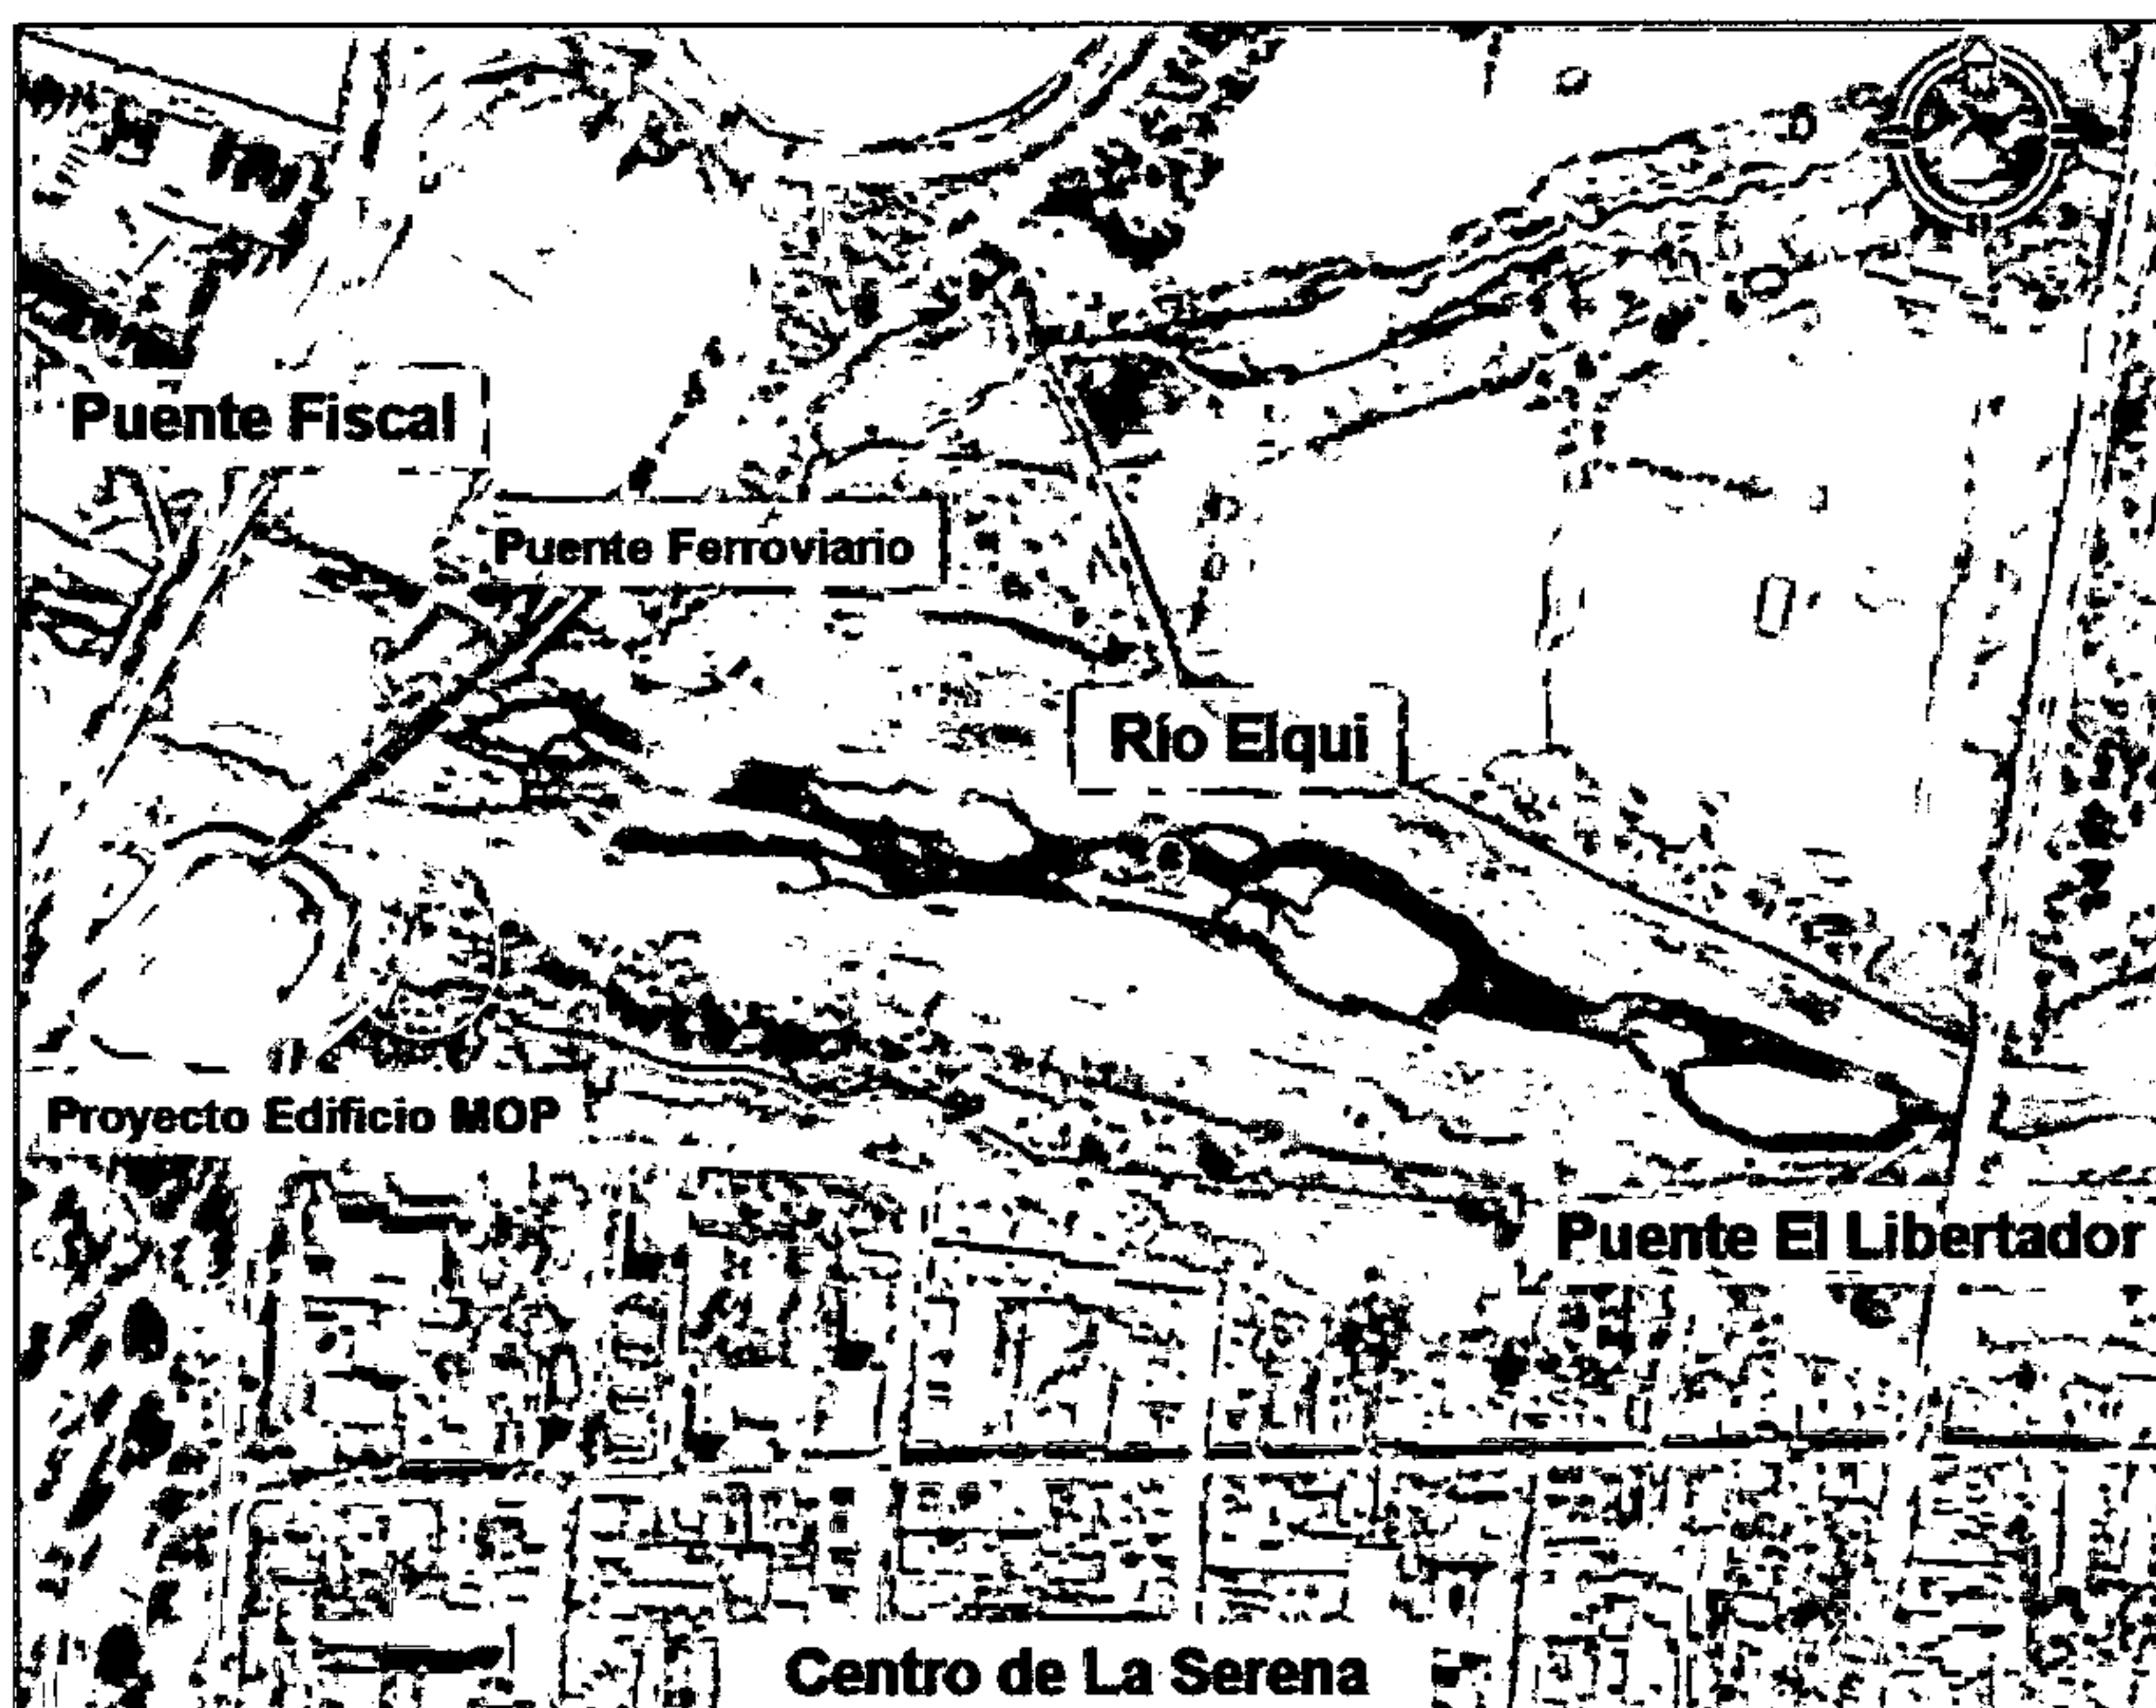 Puente Fiscal
Puente Ferroviario
Río Elqui
Proyecto Edificio MOP
Puente El Libertador
Centro de La Serena